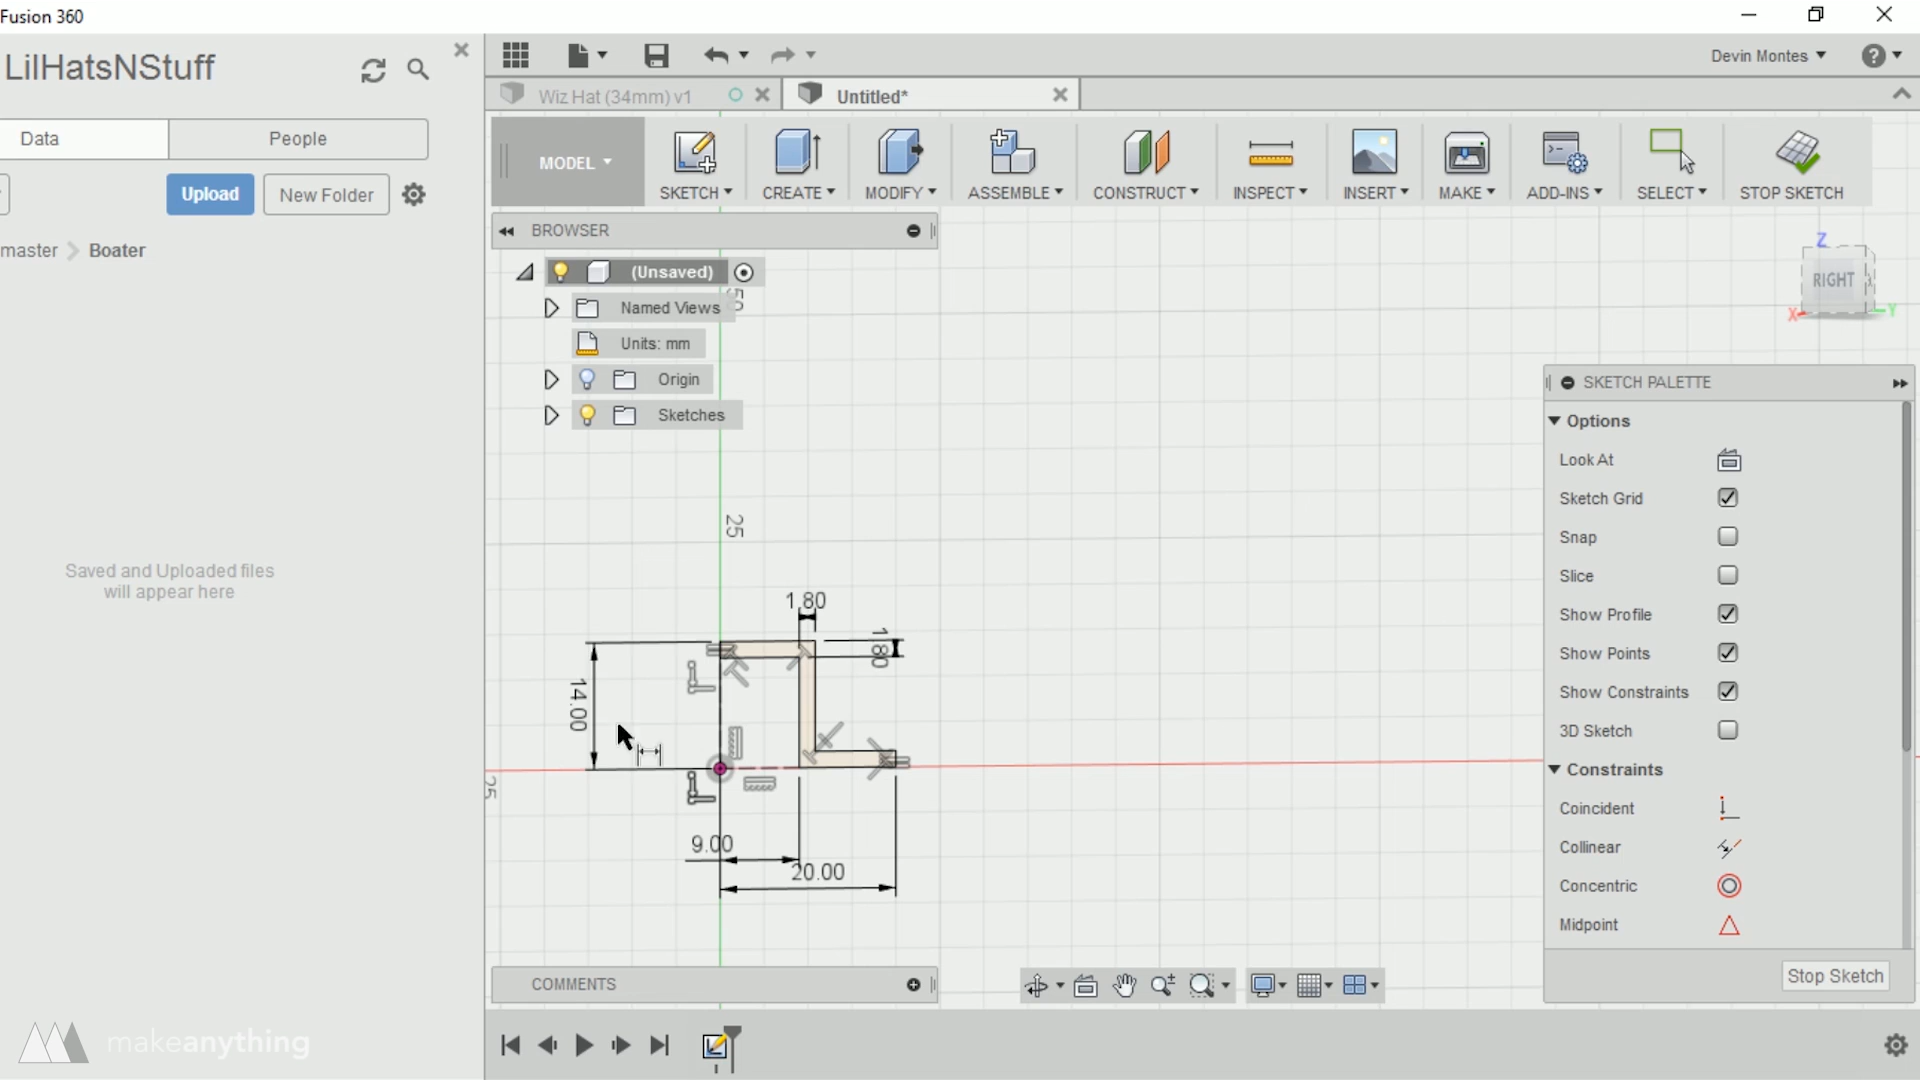 Fusion 360
LilHatsNStuff
Data
People
Upload
New Folder
master
Boater
Saved and Uploaded files
will appear here
makeanything
Devin Montes
Wiz Hat (34mm) v1
Untitled*
MODEL
SKETCH
CREATE
MODIFY
ASSEMBLE
CONSTRUCT
INSPECT
INSERT
MAKE
ADD-INS
SELECT
STOP SKETCH
BROWSER
(Unsaved)
Named Views
Units: mm
Origin
Sketches
50
25
1.80
1.80
14.00
25
9.00
20.00
Z
RIGHT
X
Y
SKETCH PALETTE
Options
Look At
Sketch Grid
Snap
Slice
Show Profile
Show Points
Show Constraints
3D Sketch
Constraints
Coincident
Collinear
Concentric
Midpoint
Stop Sketch
COMMENTS